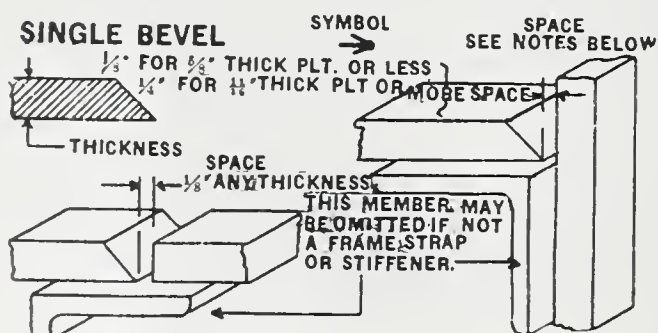 SINGLE BEVEL
SYMBOL
SPACE
SEE NOTES BELOW
1/8" FOR 5/8" THICK PLT. OR LESS
1/4" FOR 11/16" THICK PLT OR MORE SPACE
THICKNESS
SPACE
1/8" ANY THICKNESS
THIS MEMBER MAY
BE OMITTED IF NOT
A FRAME, STRAP
OR STIFFENER.